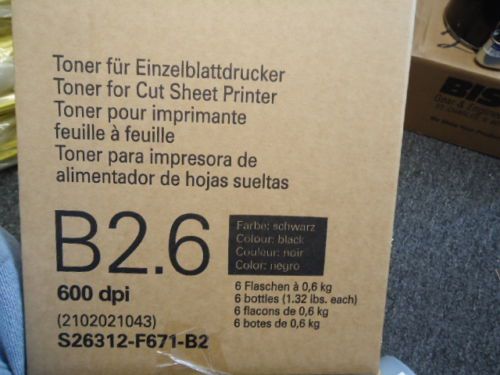 Toner für Einzelblattdrucker
Toner for Cut Sheet Printer
Toner pour imprimante
feuille à feuille
Toner para impresora de
alimentador de hojas sueltas
B2.6
Farbe: schwarz
Colour: black
Couleur: noir
Color: negro
600 dpi
6 Flaschen à 0,6 kg
6 bottles (1.32 lbs. each)
6 flacons de 0,6 kg
6 botes de 0,6 kg
(2102021043)
S26312-F671-B2
BIS
Gear &